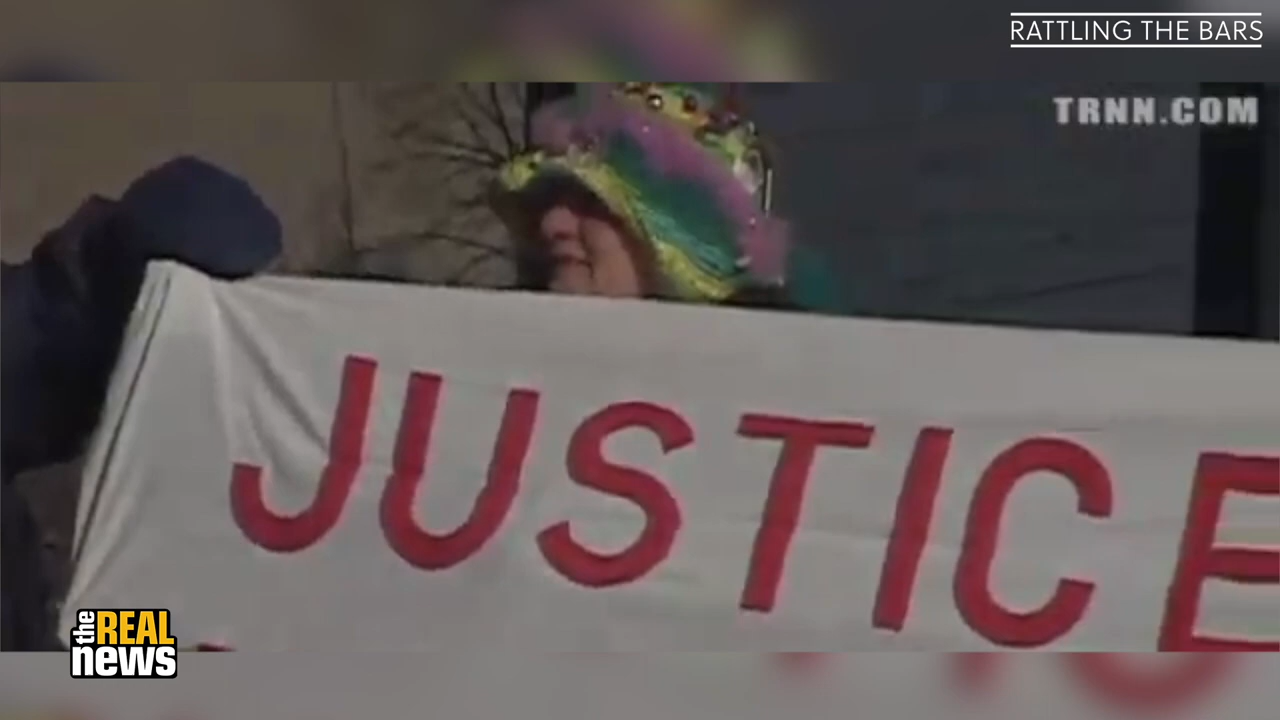 RATTLING THE BARS
TRNN.COM
JUSTICE
the REAL
news